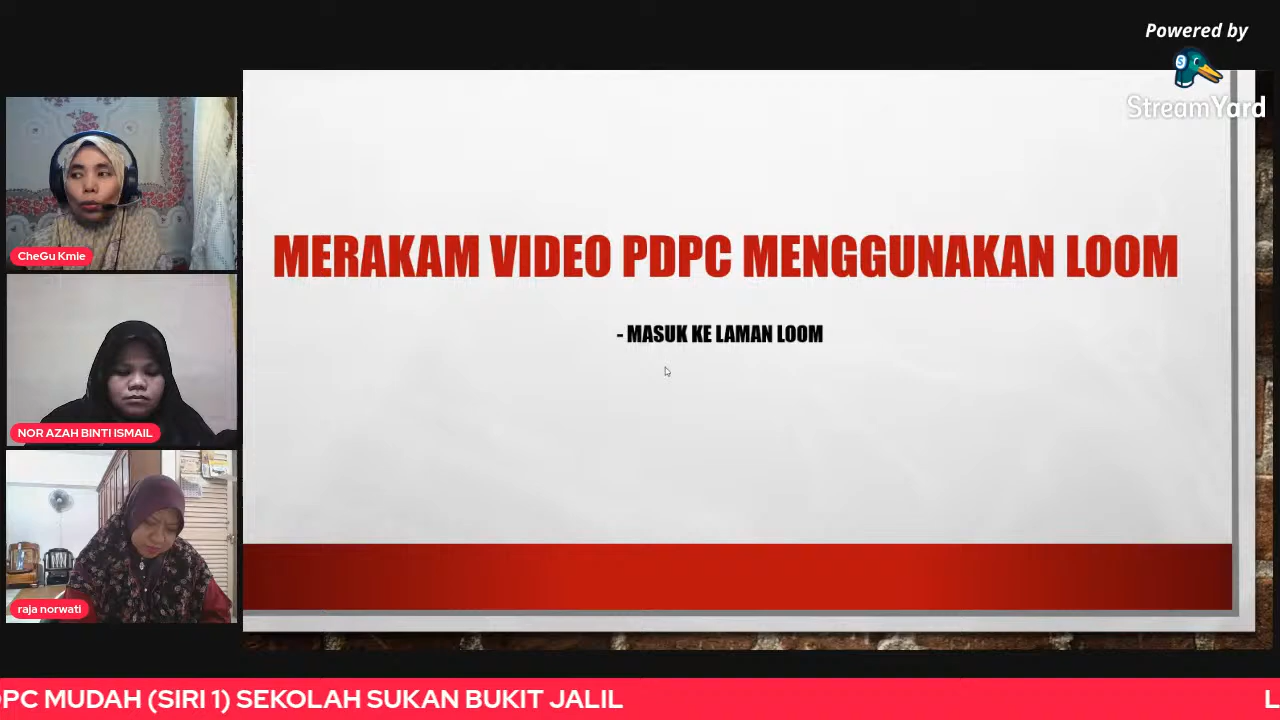 Powered by
StreamYard
CheGu Kmie
NOR AZAH BINTI ISMAIL
raja norwati
MERAKAM VIDEO PDPC MENGGUNAKAN LOOM
- MASUK KE LAMAN LOOM
PC MUDAH (SIRI 1) SEKOLAH SUKAN BUKIT JALIL
L